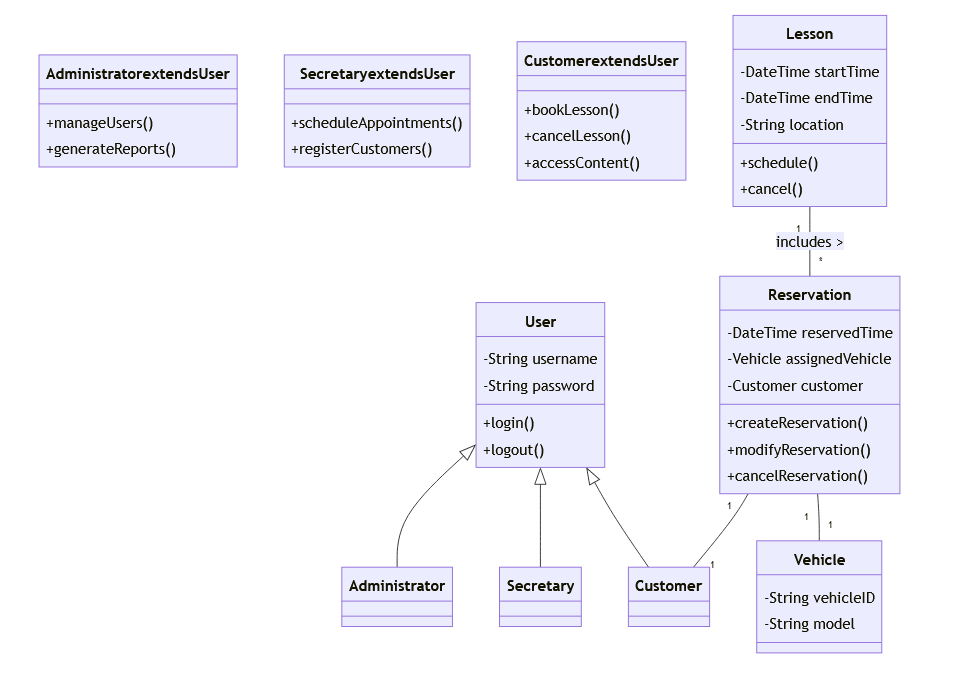 AdministratorextendsUser
+manageUsers()
+generateReports()
SecretaryextendsUser
+scheduleAppointments()
+registerCustomers()
CustomerextendsUser
+bookLesson()
+cancelLesson()
+accessContent()
Lesson
-DateTime startTime
-DateTime endTime
-String location
+schedule()
+cancel()
1
includes >
*
Reservation
-DateTime reservedTime
-Vehicle assignedVehicle
-Customer customer
+createReservation()
+modifyReservation()
+cancelReservation()
User
-String username
-String password
+login()
+logout()
1
1
1
1
Administrator
Secretary
Customer
Vehicle
-String vehicleID
-String model